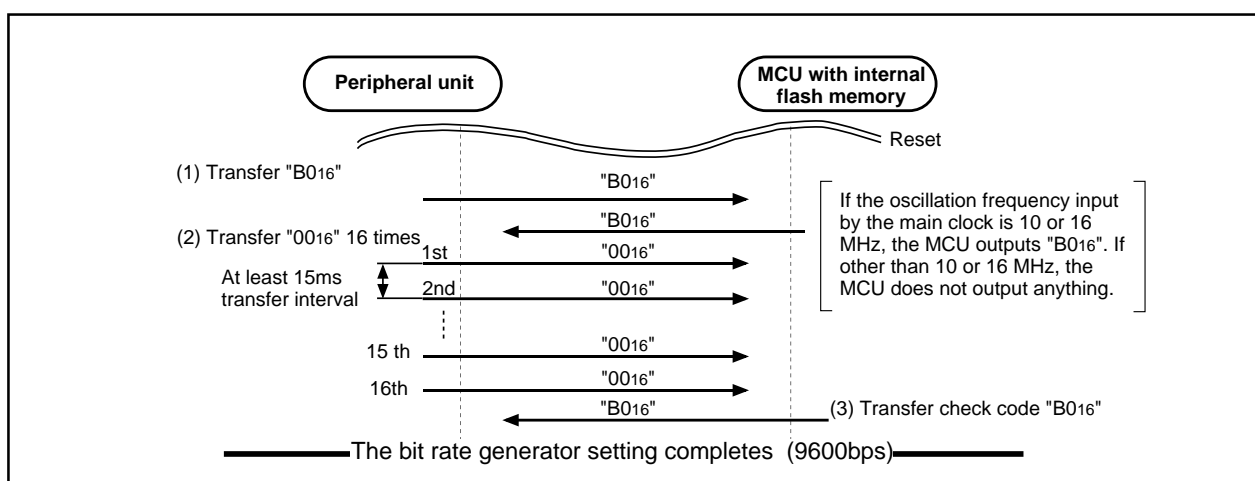 Peripheral unit
MCU with internal
flash memory
Reset
(1) Transfer "B016"
"B016"
"B016"
If the oscillation frequency input
by the main clock is 10 or 16
MHz, the MCU outputs "B016". If
other than 10 or 16 MHz, the
MCU does not output anything.
(2) Transfer "0016" 16 times
1st
"0016"
At least 15ms
transfer interval
2nd
"0016"
15 th
"0016"
16th
"0016"
"B016"
(3) Transfer check code "B016"
The bit rate generator setting completes (9600bps)